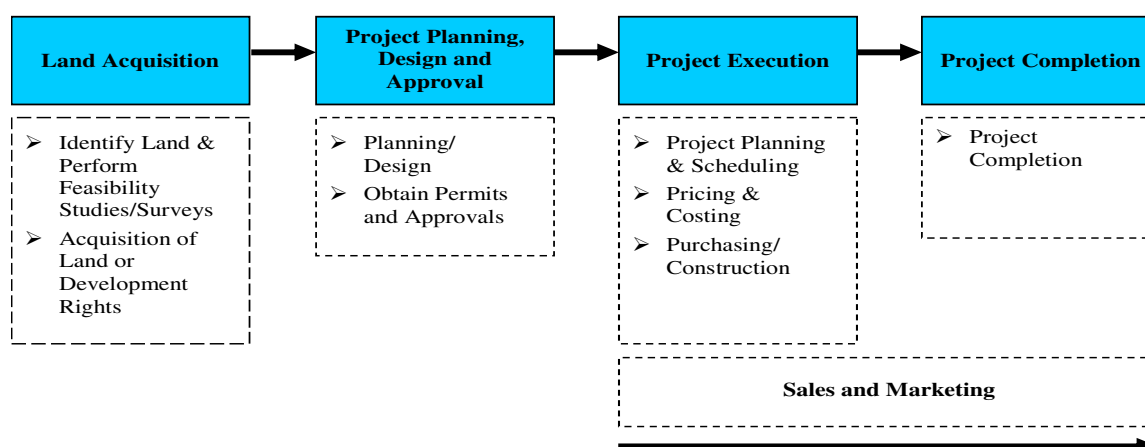 Land Acquisition
Project Planning,
Design and
Approval
Project Execution
Project Completion
➢ Identify Land &
Perform
Feasibility
Studies/Surveys
➢ Acquisition of
Land or
Development
Rights
➢ Planning/
Design
➢ Obtain Permits
and Approvals
➢ Project Planning
& Scheduling
➢ Pricing &
Costing
➢ Purchasing/
Construction
➢ Project
Completion
Sales and Marketing